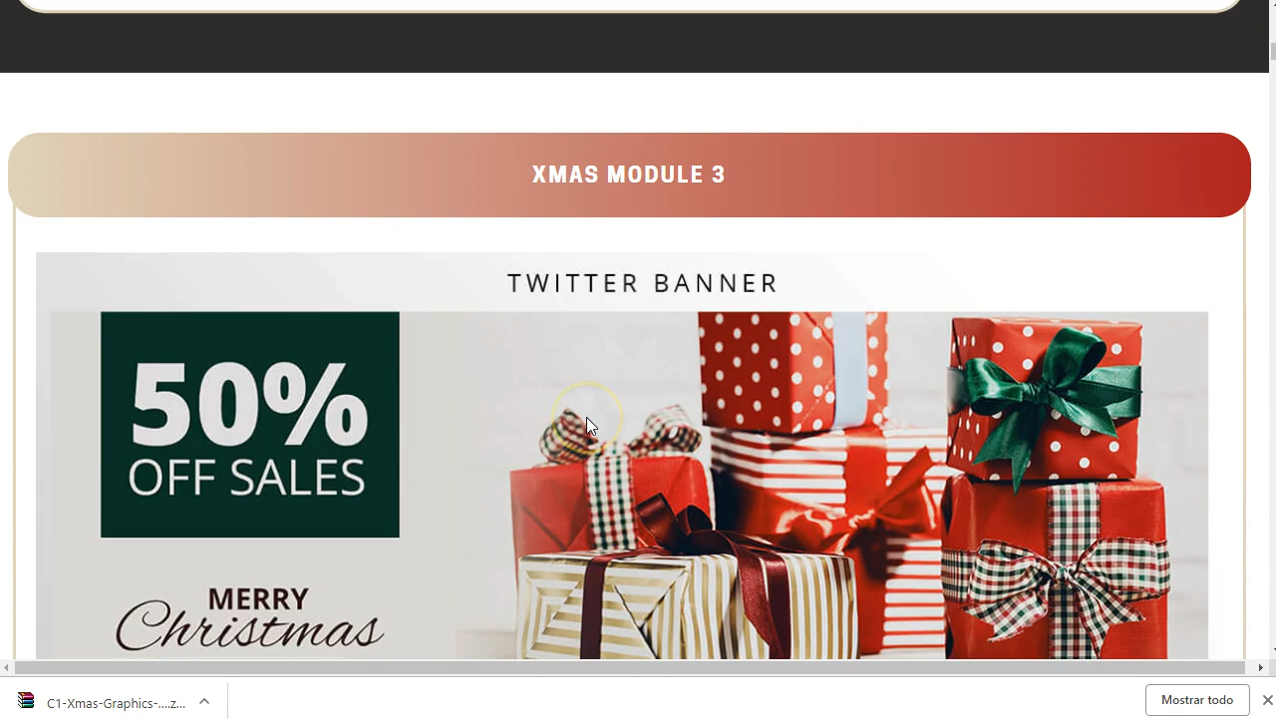 XMAS MODULE 3
TWITTER BANNER
50%
OFF SALES
MERRY
Christmas
C1-Xmas-Graphics-....z...
Mostrar todo